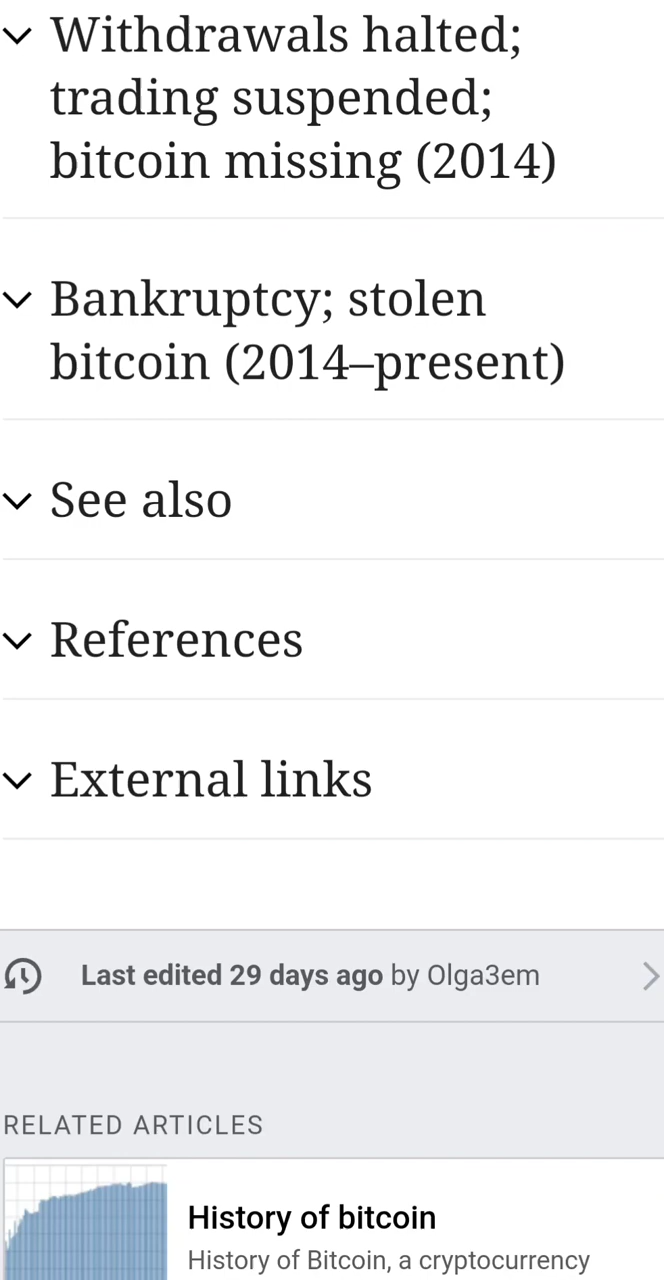 Withdrawals halted;
trading suspended;
bitcoin missing (2014)
Bankruptcy; stolen
bitcoin (2014–present)
See also
References
External links
Last edited 29 days ago by Olga3em
RELATED ARTICLES
History of bitcoin
History of Bitcoin, a cryptocurrency